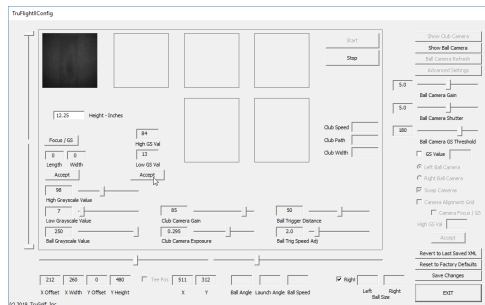 TruFlightIIConfig
Start
Stop
Show Club Camera
Show Ball Camera
Ball Camera Refresh
Advanced Settings
5.0
Ball Camera Gain
5.0
Ball Camera Shutter
180
Ball Camera GS Threshold
GS Value
Left Ball Camera
Right Ball Camera
Swap Cameras
Camera Alignment Grid
Camera Focus / GS
High GS Val
Accept
Revert to Last Saved XML
Reset to Factory Defaults
Save Changes
EXIT
12.25 Height - Inches
Focus / GS
0 0
Length Width
Accept
84
High GS Val
13
Low GS Val
Accept
Club Speed
Club Path
Club Width
98
High Grayscale Value
7
Low Grayscale Value
250
Ball Grayscale Value
85
Club Camera Gain
0.295
Club Camera Exposure
50
Ball Trigger Distance
2.0
Ball Trig Speed Adj
212 260 0 480 Tee Pos 511 312 Right
X Offset X Width Y Offset Y Height X Y Ball Angle Launch Angle Ball Speed Left Right
Ball Size
(C) 2018, TruGolf, Inc.